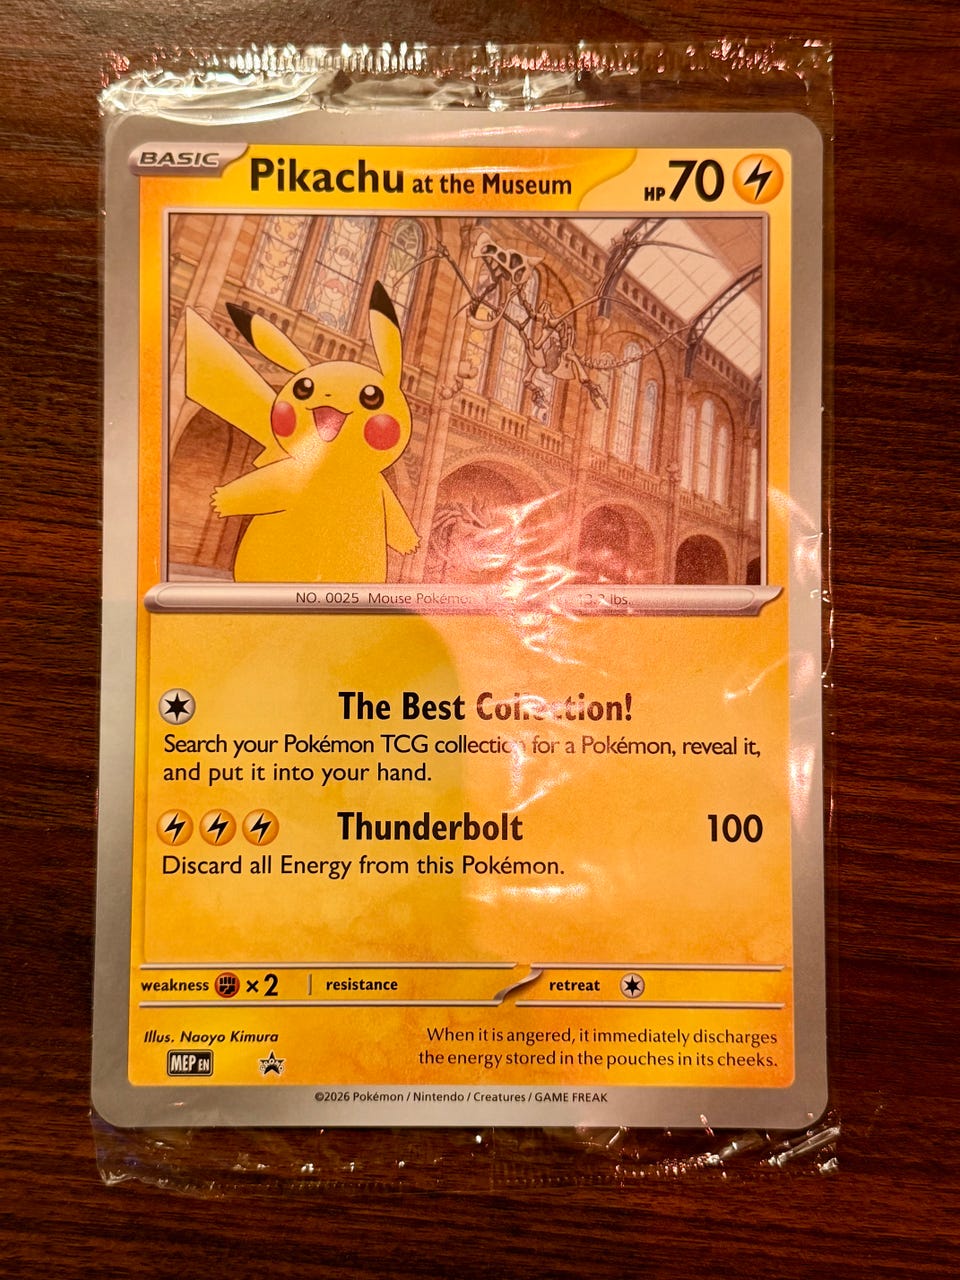 BASIC
Pikachu at the Museum
HP 70
NO. 0025 Mouse Pokémon lbs.
The Best Collection!
Search your Pokémon TCG collection for a Pokémon, reveal it,
and put it into your hand.
Thunderbolt 100
Discard all Energy from this Pokémon.
weakness ×2 resistance retreat
Illus. Naoyo Kimura
MEP EN
PROMO
When it is angered, it immediately discharges
the energy stored in the pouches in its cheeks.
©2026 Pokémon / Nintendo / Creatures / GAME FREAK